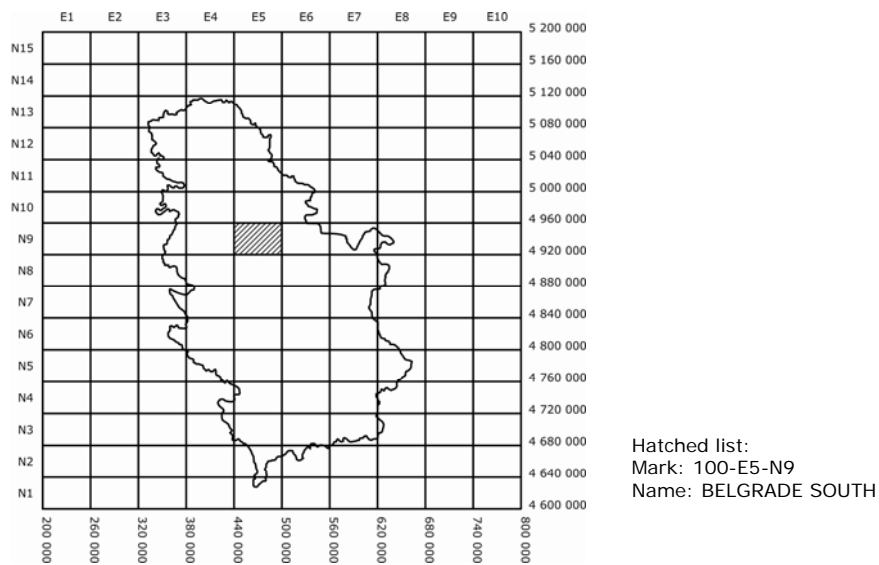 E1 E2 E3 E4 E5 E6 E7 E8 E9 E10
5 200 000
N15
5 160 000
N14
5 120 000
N13
5 080 000
N12
5 040 000
N11
5 000 000
N10
4 960 000
N9
4 920 000
N8
4 880 000
N7
4 840 000
N6
4 800 000
N5
4 760 000
N4
4 720 000
N3
4 680 000
N2
4 640 000
N1
4 600 000
200 000 260 000 320 000 380 000 440 000 500 000 560 000 620 000 680 000 740 000 800 000
Hatched list:
Mark: 100-E5-N9
Name: BELGRADE SOUTH